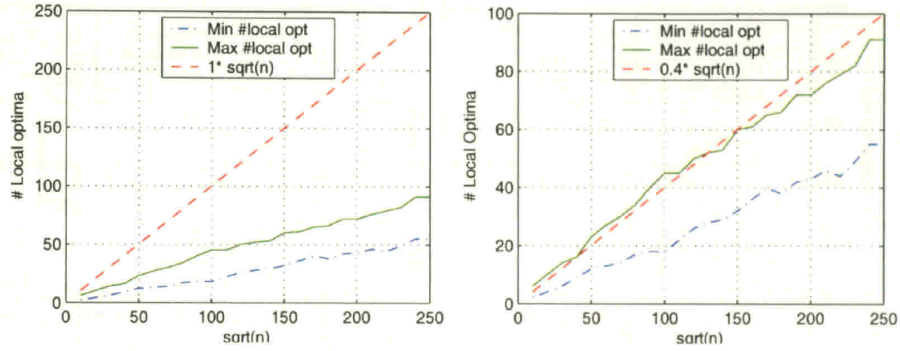 250
200
150
100
50
0
# Local optima
Min #local opt
Max #local opt
1* sqrt(n)
0 50 100 150 200 250
sqrt(n)
100
80
60
40
20
0
# Local Optima
Min #local opt
Max #local opt
0.4* sqrt(n)
0 50 100 150 200 250
sqrt(n)